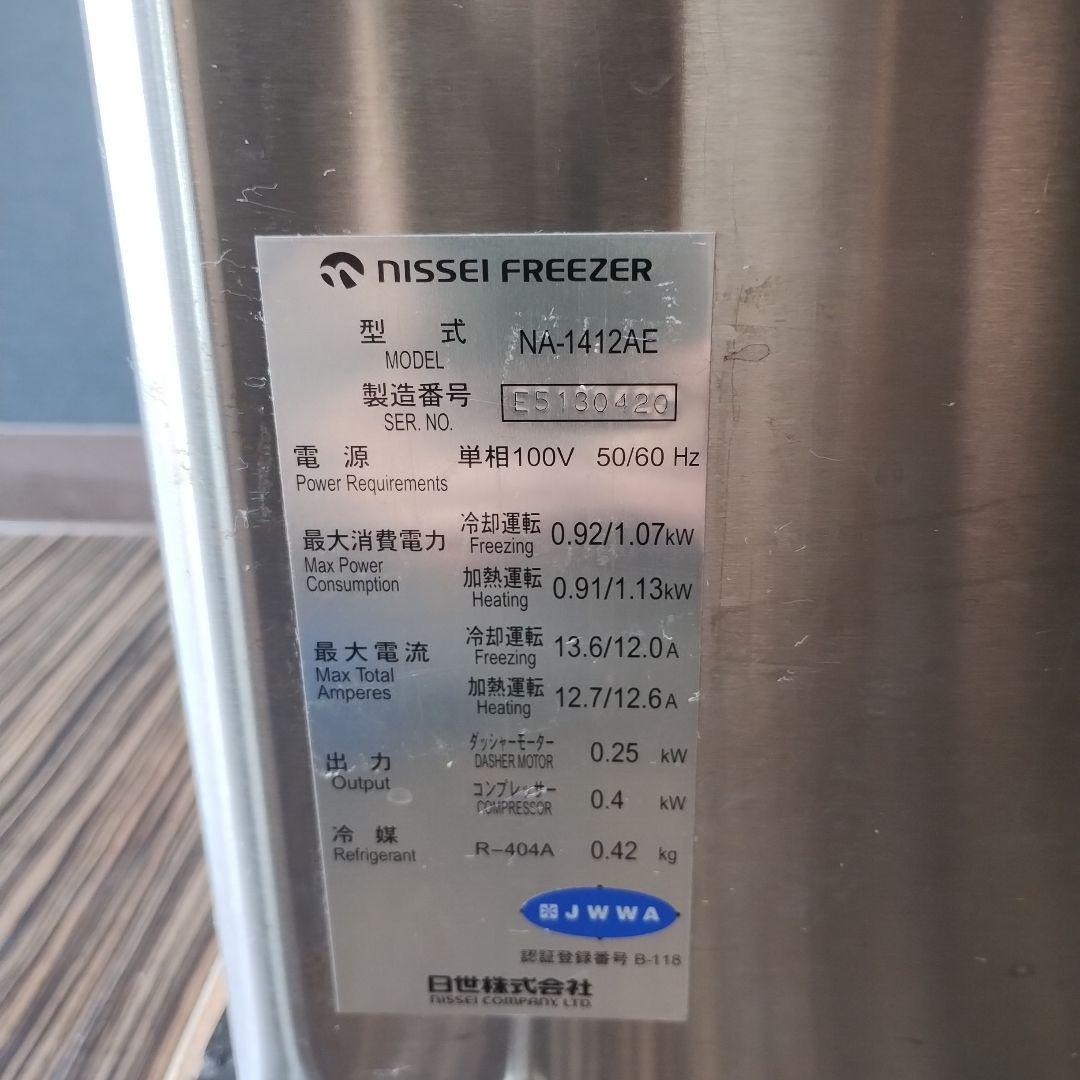 NISSEI FREEZER
型 式 NA-1412AE
MODEL
製造番号 E5130420
SER. NO.
電 源 単相100V 50/60 Hz
Power Requirements
最大消費電力 冷却運転 0.92/1.07kW
Max Power Consumption Freezing
加熱運転 0.91/1.13kW
Heating
最大電流 冷却運転 13.6/12.0A
Max Total Amperes Freezing
加熱運転 12.7/12.6A
Heating
出 力 ダッシャーモーター 0.25 kW
Output DASHER MOTOR
コンプレッサー 0.4 kW
COMPRESSOR
冷 媒 R-404A 0.42 kg
Refrigerant
JWWA
認証登録番号 B-118
日世株式会社
NISSEI COMPANY, LTD.